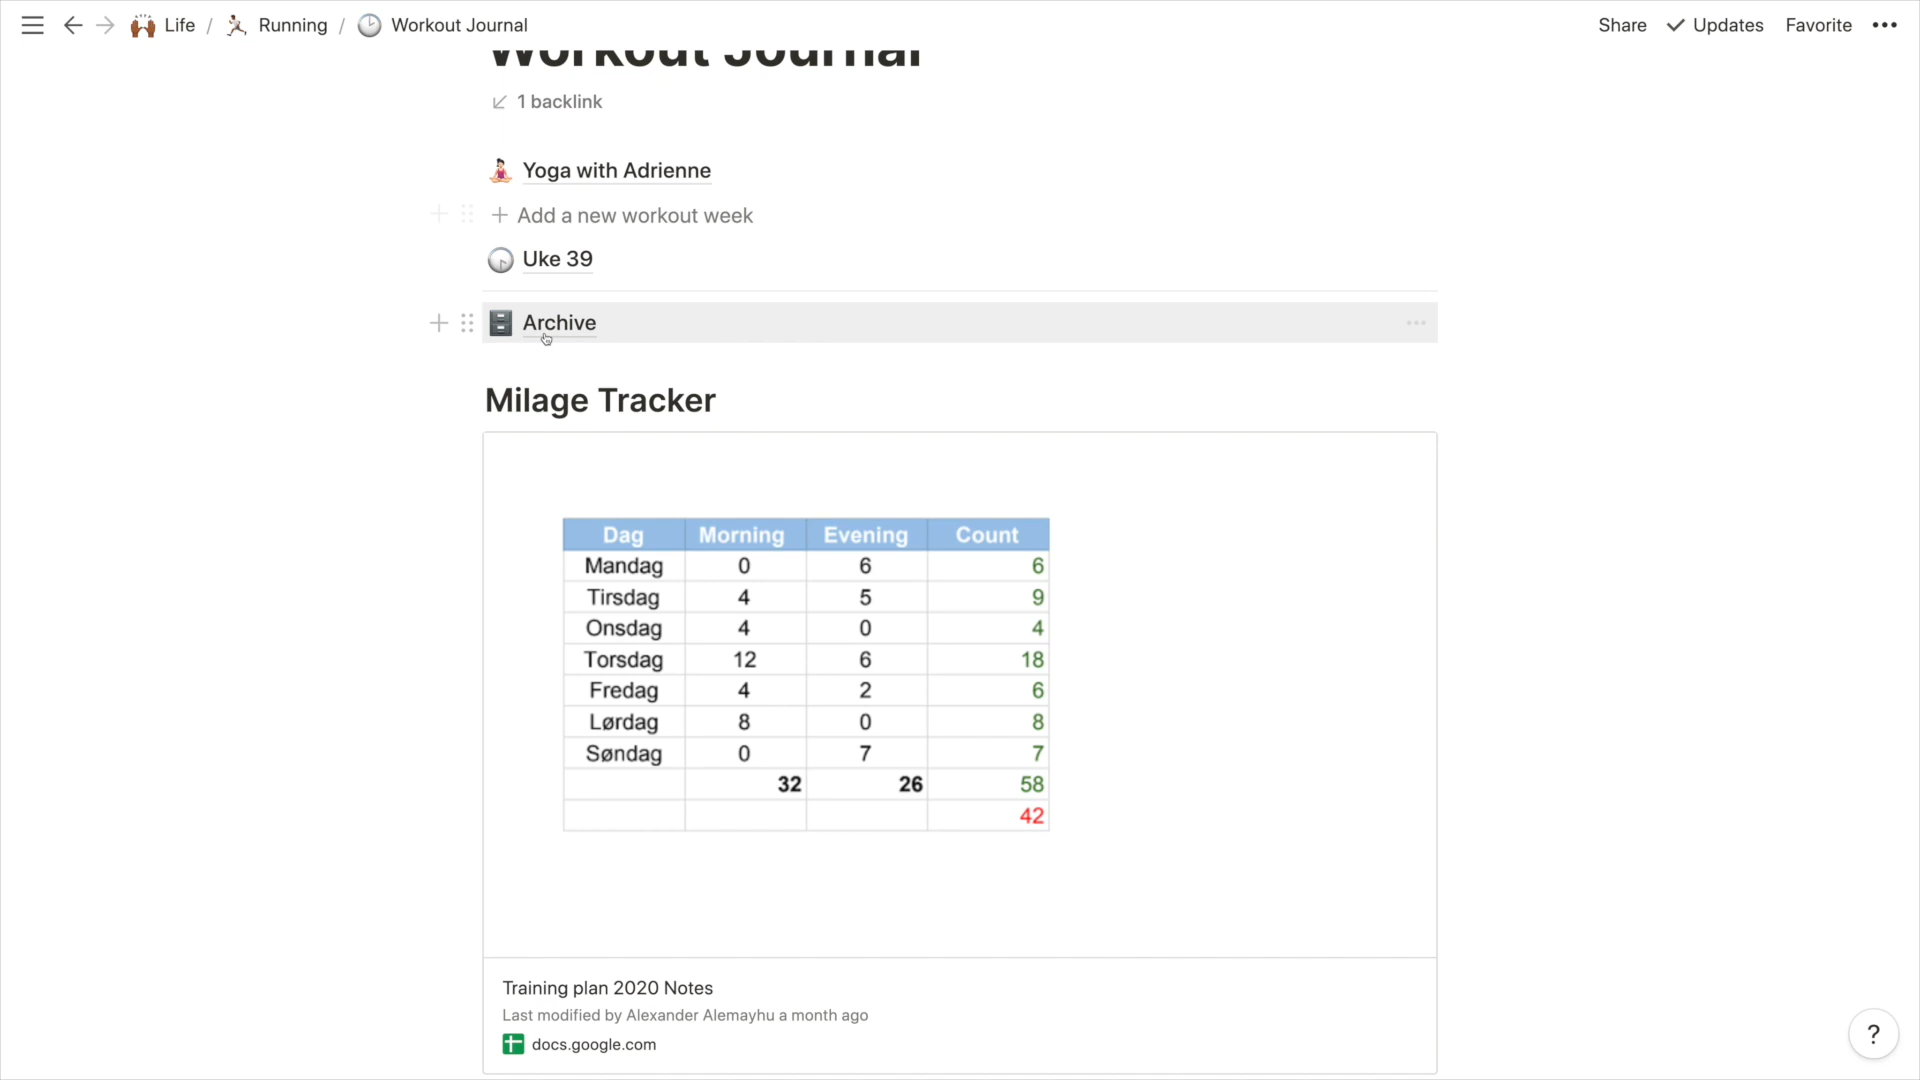 Life / Running / Workout Journal Share Updates Favorite
Workout Journal
1 backlink
Yoga with Adrienne
Add a new workout week
Uke 39
Archive
Milage Tracker
Dag Morning Evening Count
Mandag 0 6 6
Tirsdag 4 5 9
Onsdag 4 0 4
Torsdag 12 6 18
Fredag 4 2 6
Lørdag 8 0 8
Søndag 0 7 7
32 26 58
42
Training plan 2020 Notes
Last modified by Alexander Alemayhu a month ago
docs.google.com
?